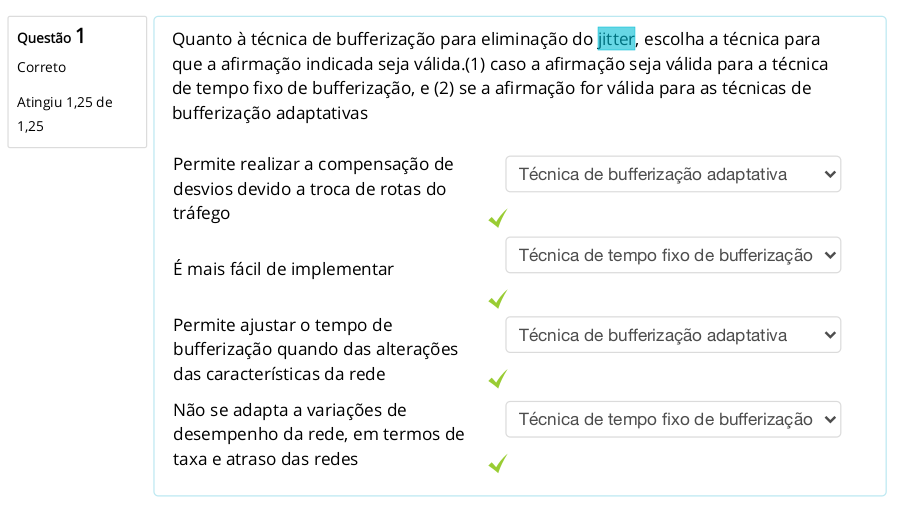 Questão 1
Correto
Atingiu 1,25 de
1,25
Quanto à técnica de bufferização para eliminação do jitter, escolha a técnica para
que a afirmação indicada seja válida.(1) caso a afirmação seja válida para a técnica
de tempo fixo de bufferização, e (2) se a afirmação for válida para as técnicas de
bufferização adaptativas
Permite realizar a compensação de
desvios devido a troca de rotas do
tráfego
Técnica de bufferização adaptativa
É mais fácil de implementar
Técnica de tempo fixo de bufferização
Permite ajustar o tempo de
bufferização quando das alterações
das características da rede
Técnica de bufferização adaptativa
Não se adapta a variações de
desempenho da rede, em termos de
taxa e atraso das redes
Técnica de tempo fixo de bufferização